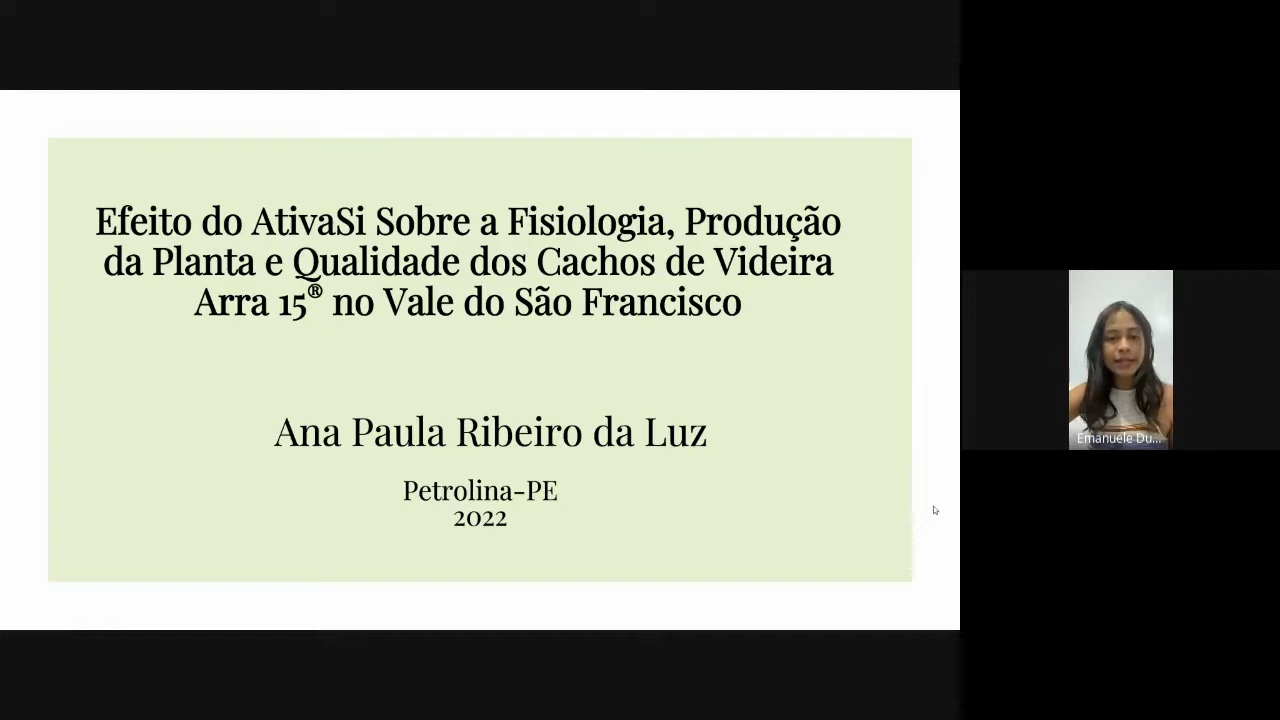 Efeito do AtivaSi Sobre a Fisiologia, Produção
da Planta e Qualidade dos Cachos de Videira
Arra 15® no Vale do São Francisco
Ana Paula Ribeiro da Luz
Petrolina-PE
2022
Emanuele Du...